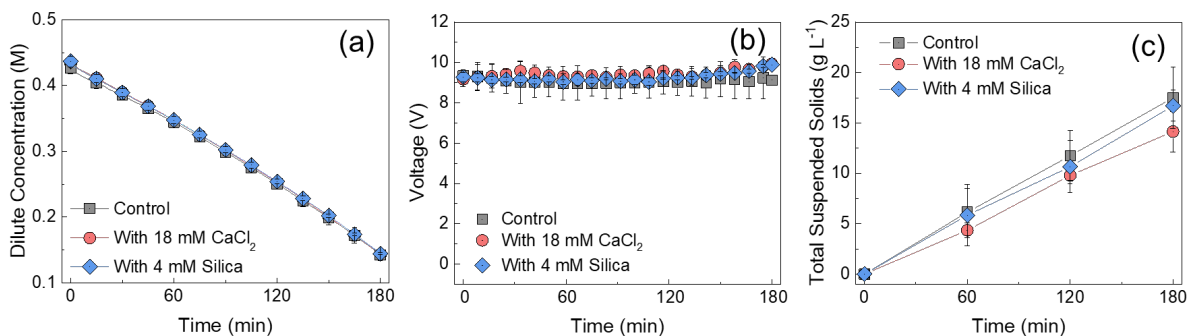 (a)
Dilute Concentration (M)
0.5
0.4
0.3
0.2
0.1
Control
With 18 mM CaCl₂
With 4 mM Silica
0 60 120 180
Time (min)
(b)
Voltage (V)
12
10
8
6
4
2
0
Control
With 18 mM CaCl₂
With 4 mM Silica
0 60 120 180
Time (min)
(c)
Total Suspended Solids (g L⁻¹)
25
20
15
10
5
0
Control
With 18 mM CaCl₂
With 4 mM Silica
0 60 120 180
Time (min)